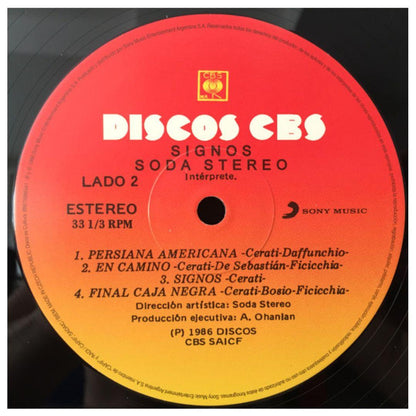 CBS
DISCOS CBS
SIGNOS
SODA STEREO
Intérprete.
LADO 2
ESTEREO
33 1/3 RPM
SONY MUSIC
1. PERSIANA AMERICANA -Cerati-Daffunchio-
2. EN CAMINO -Cerati-De Sebastián-Ficicchia-
3. SIGNOS -Cerati-
4. FINAL CAJA NEGRA -Cerati-Bosio-Ficicchia-
Dirección artística: Soda Stereo
Producción ejecutiva: A. Ohanian
(P) 1986 DISCOS
CBS SAICF